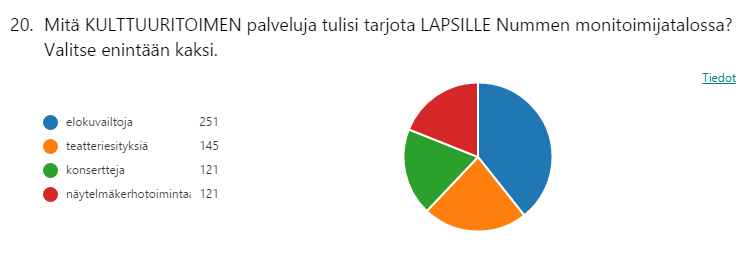 20. Mitä KULTTUURITOIMEN palveluja tulisi tarjota LAPSILLE Nummen monitoimijatalossa?
Valitse enintään kaksi.
Tiedot
elokuvailtoja 251
teatteriesityksiä 145
konsertteja 121
näytelmäkerhotoimintaa 121